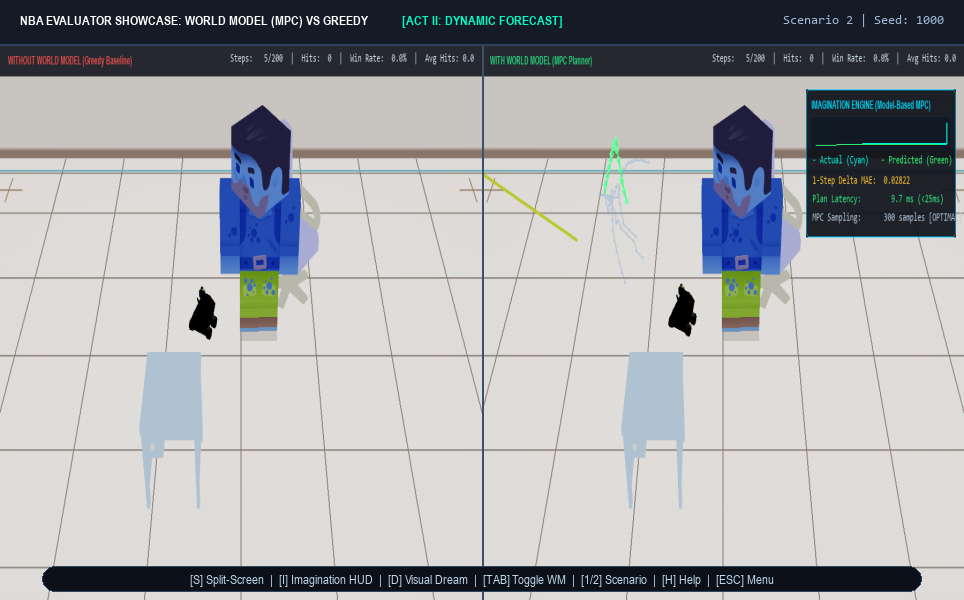 NBA EVALUATOR SHOWCASE: WORLD MODEL (MPC) VS GREEDY [ACT II: DYNAMIC FORECAST] Scenario 2 | Seed: 1000
WITHOUT WORLD MODEL (Greedy Baseline) Steps: 5/200 | Hits: 0 | Win Rate: 0.0% | Avg Hits: 0.0
WITH WORLD MODEL (MPC Planner) Steps: 5/200 | Hits: 0 | Win Rate: 0.0% | Avg Hits: 0.0
IMAGINATION ENGINE (Model-Based MPC)
- Actual (Cyan) - Predicted (Green)
1-Step Delta MAE: 0.02822
Plan Latency: 9.7 ms (<25ms)
MPC Sampling: 300 samples [OPTIMA
[S] Split-Screen | [I] Imagination HUD | [D] Visual Dream | [TAB] Toggle WM | [1/2] Scenario | [H] Help | [ESC] Menu